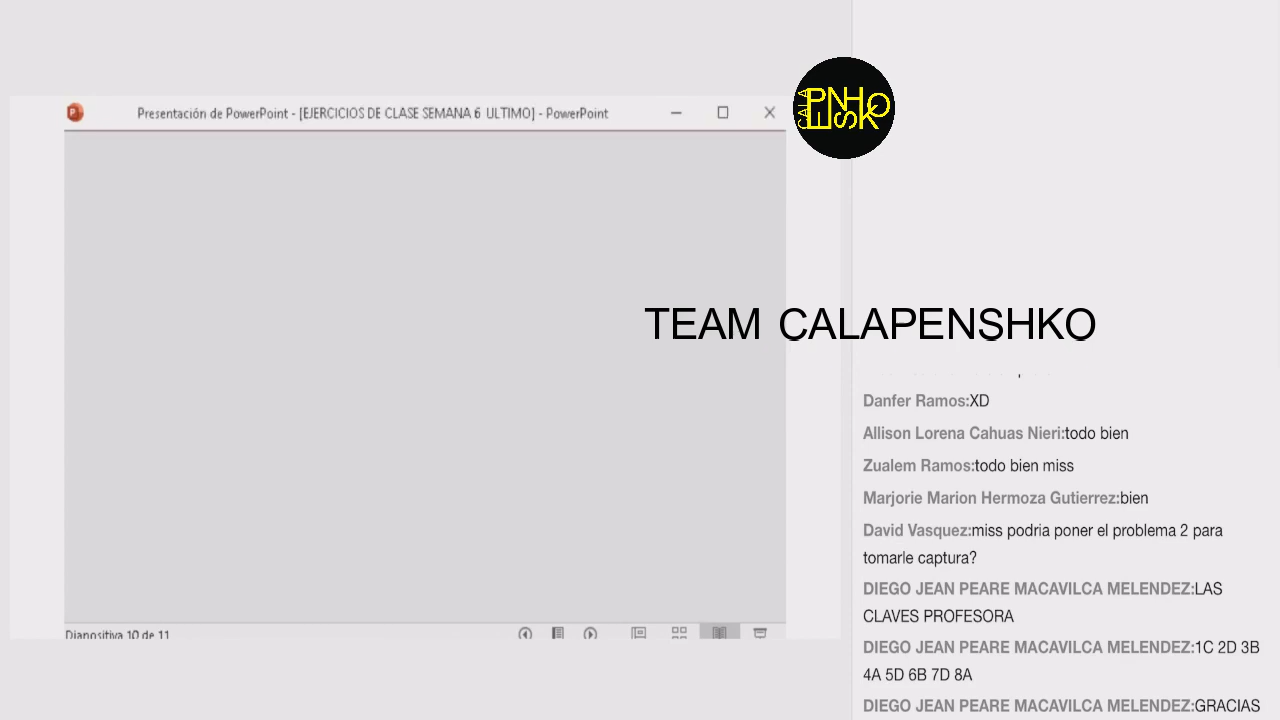 Presentación de PowerPoint - [EJERCICIOS DE CLASE SEMANA 6 ULTIMO] - PowerPoint
CALA
PENSHKO
TEAM CALAPENSHKO
Danfer Ramos:XD
Allison Lorena Cahuas Nieri:todo bien
Zualem Ramos:todo bien miss
Marjorie Marion Hermoza Gutierrez:bien
David Vasquez:miss podria poner el problema 2 para
tomarle captura?
DIEGO JEAN PEARE MACAVILCA MELENDEZ:LAS
CLAVES PROFESORA
DIEGO JEAN PEARE MACAVILCA MELENDEZ:1C 2D 3B
4A 5D 6B 7D 8A
DIEGO JEAN PEARE MACAVILCA MELENDEZ:GRACIAS
Diapositiva 10 de 11